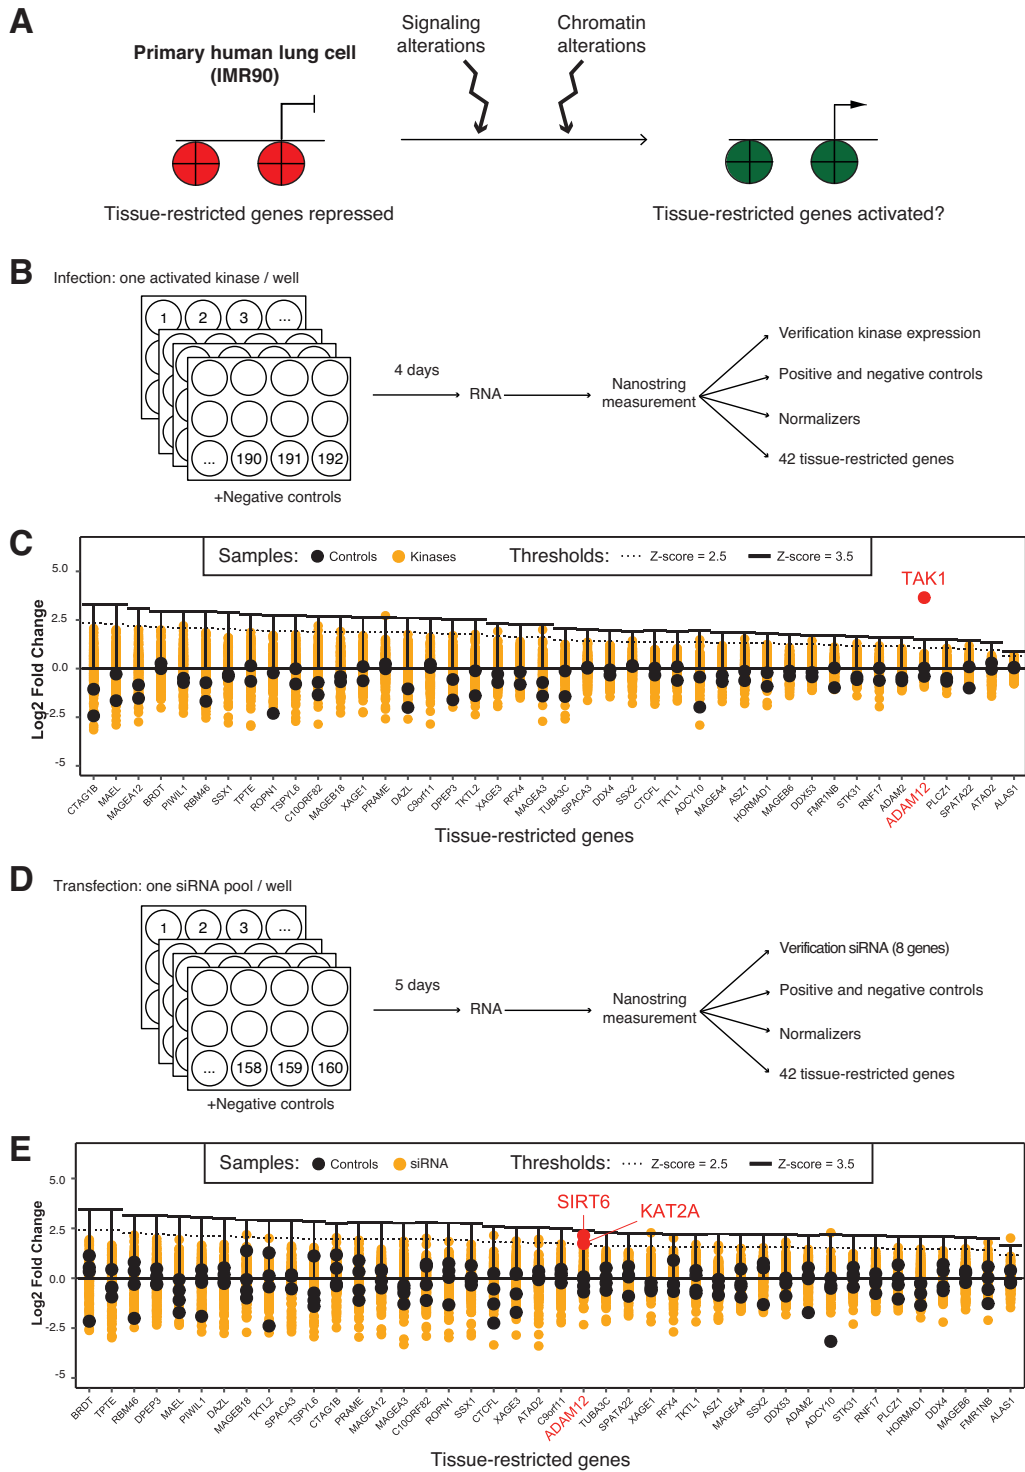 A
Signaling alterations
Chromatin alterations
Primary human lung cell (IMR90)
Tissue-restricted genes repressed
Tissue-restricted genes activated?
B
Infection: one activated kinase / well
1 2 3 ...
... 190 191 192
+Negative controls
4 days
RNA
Nanostring measurement
Verification kinase expression
Positive and negative controls
Normalizers
42 tissue-restricted genes
C
Samples: Controls Kinases Thresholds: Z-score = 2.5 Z-score = 3.5
TAK1
Log2 Fold Change
5.0
2.5
0.0
-2.5
-5
CTAG1B MAEL MAGEA12 BRDT PIWIL1 RBM46 SSX1 TPTE ROPN1 TSPYL6 C10ORF82 MAGEB18 XAGE1 PRAME DAZL C9orf11 DPEP3 TKTL2 XAGE3 RFX4 MAGEA3 TUBA3C SPACA3 DDX4 SSX2 CTCFL TKTL1 ADCY10 MAGEA4 ASZ1 HORMAD1 MAGEB6 DDX53 FMR1NB STK31 RNF17 ADAM2 ADAM12 PLCZ1 SPATA22 ATAD2 ALAS1
Tissue-restricted genes
D
Transfection: one siRNA pool / well
1 2 3 ...
... 158 159 160
+Negative controls
5 days
RNA
Nanostring measurement
Verification siRNA (8 genes)
Positive and negative controls
Normalizers
42 tissue-restricted genes
E
Samples: Controls siRNA Thresholds: Z-score = 2.5 Z-score = 3.5
SIRT6
KAT2A
Log2 Fold Change
5.0
2.5
0.0
-2.5
-5
BRDT TPTE RBM46 DPEP3 MAEL PIWIL1 DAZL MAGEB18 TKTL2 SPACA3 TSPYL6 CTAG1B PRAME MAGEA12 MAGEA3 C10ORF82 ROPN1 SSX1 CTCFL XAGE3 ATAD2 C9orf11 ADAM12 TUBA3C SPATA22 XAGE1 RFX4 TKTL1 ASZ1 MAGEA4 SSX2 DDX53 ADAM2 ADCY10 STK31 RNF17 PLCZ1 HORMAD1 DDX4 MAGEB6 FMR1NB ALAS1
Tissue-restricted genes